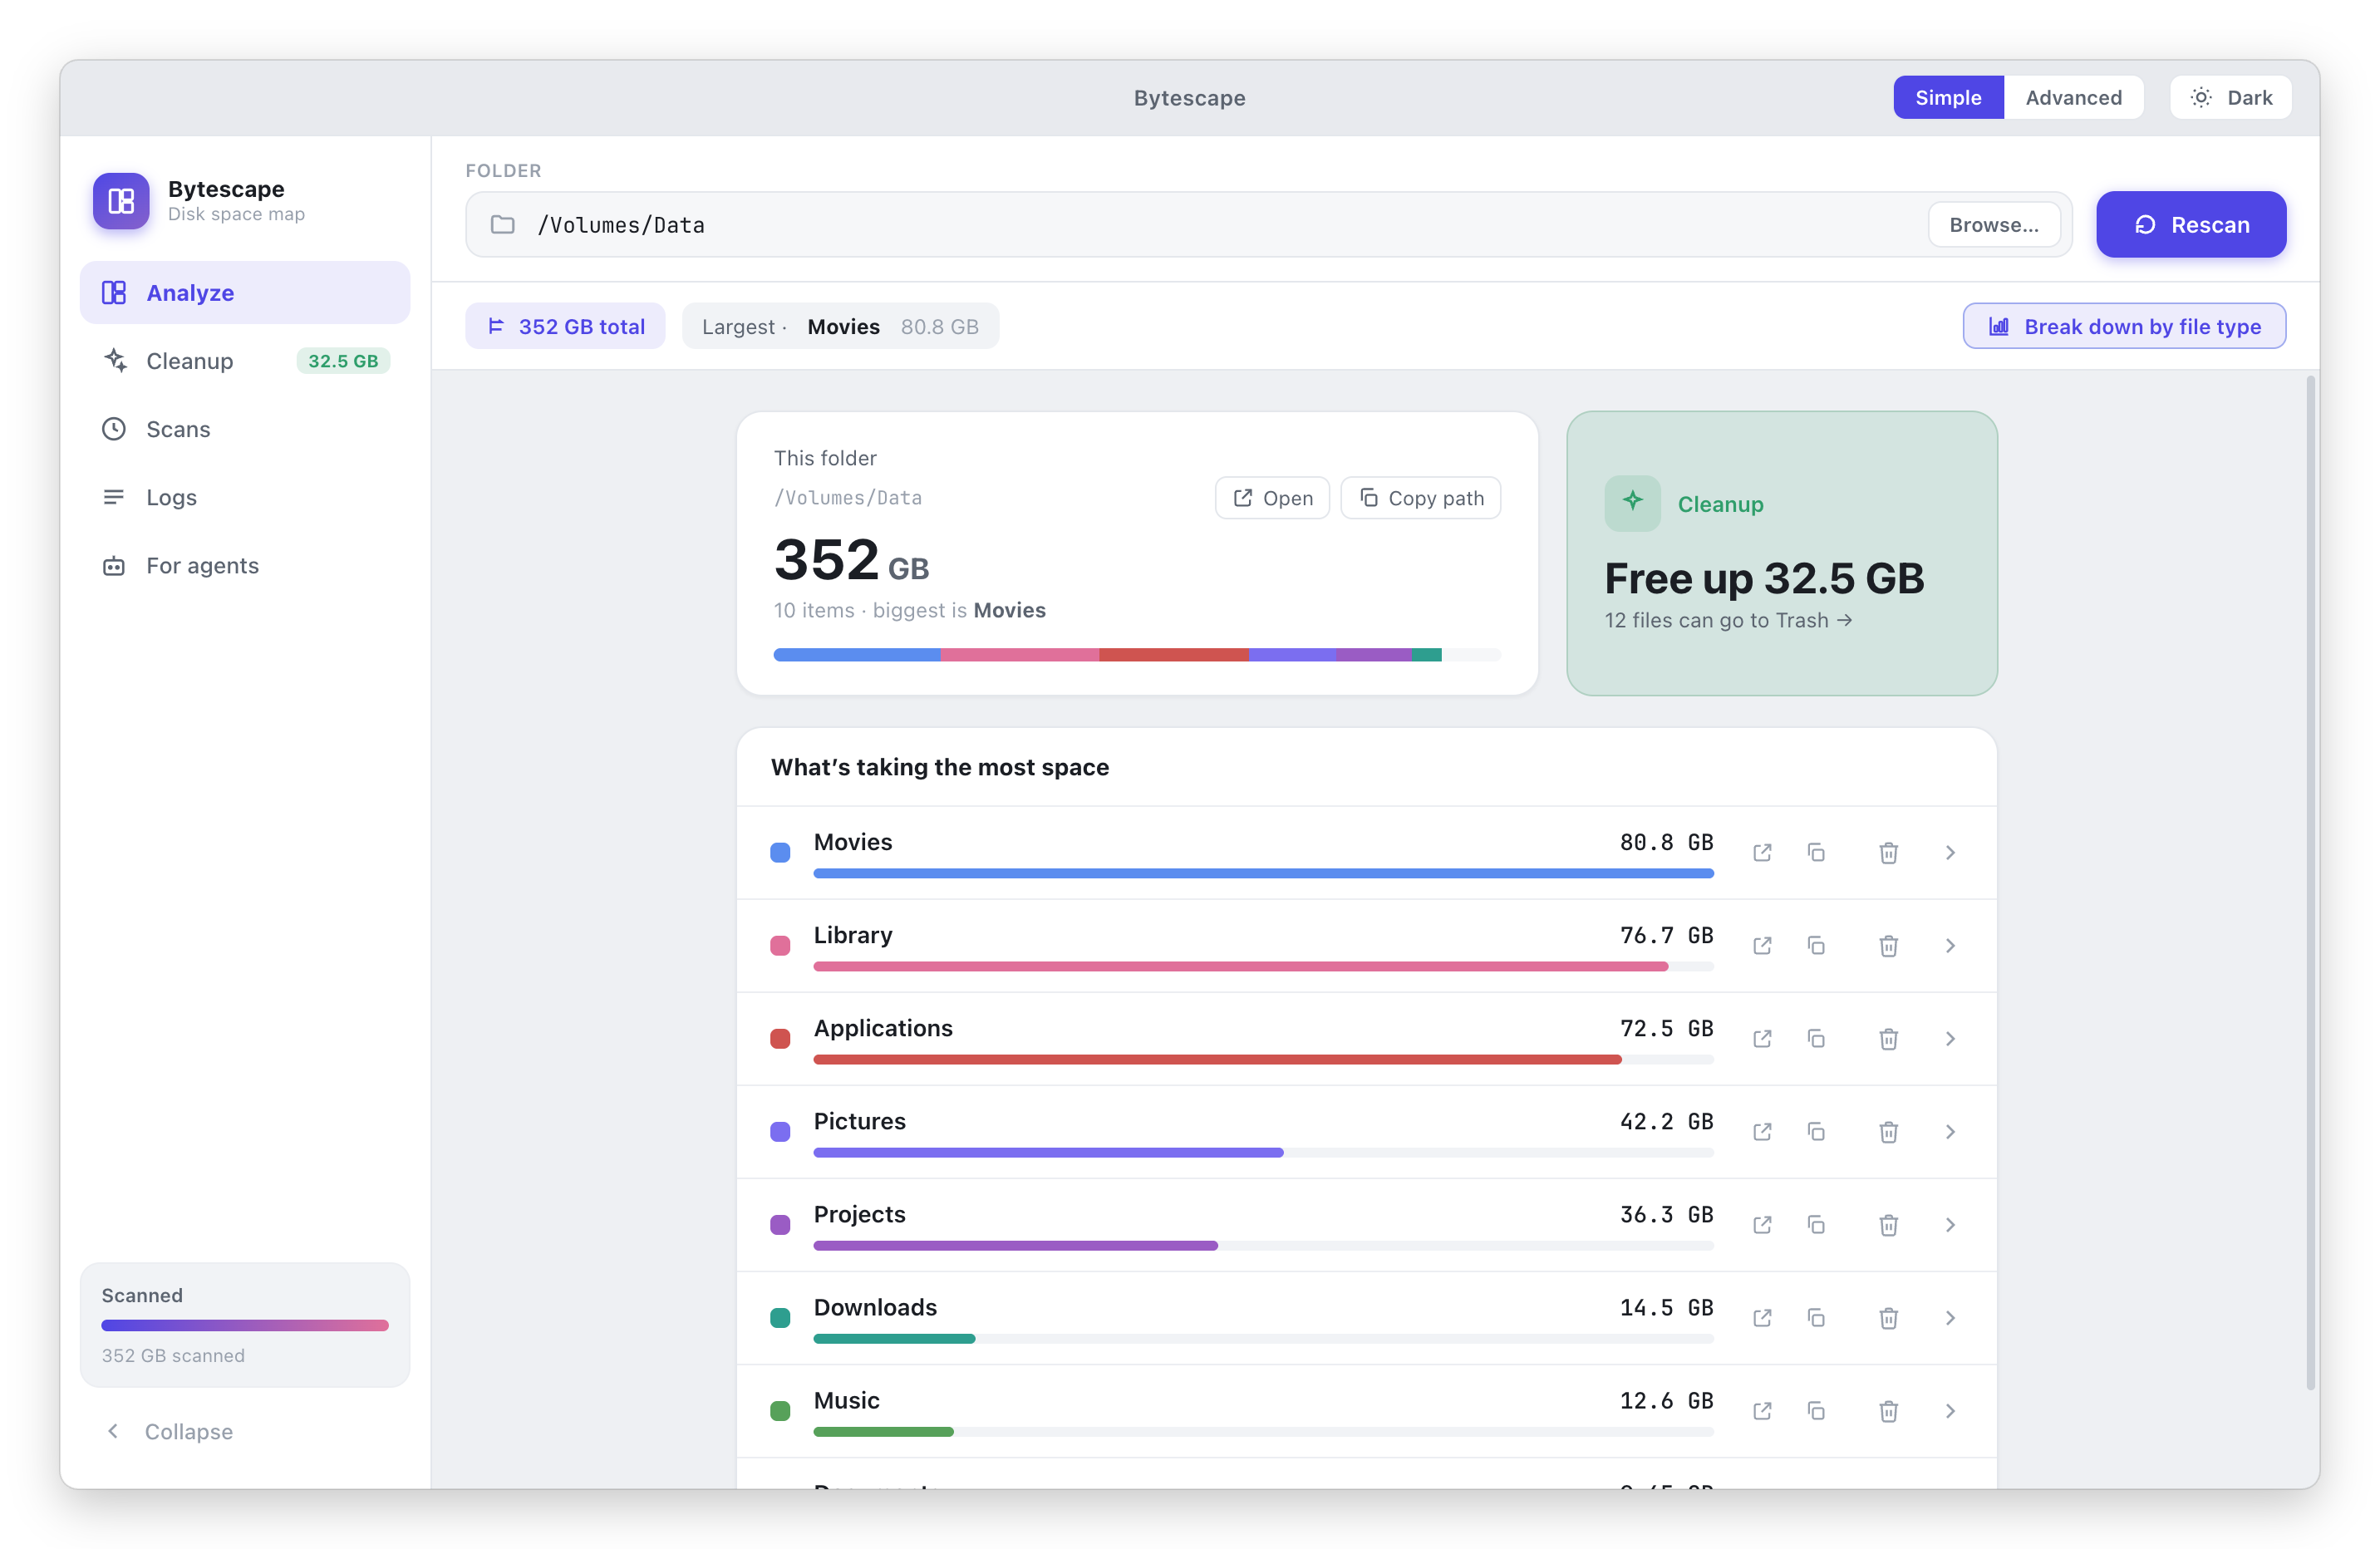 Bytescape
Simple
Advanced
Dark
Bytescape
Disk space map
Analyze
Cleanup
32.5 GB
Scans
Logs
For agents
Scanned
352 GB scanned
Collapse
FOLDER
/Volumes/Data
Browse...
Rescan
352 GB total
Largest · Movies 80.8 GB
Break down by file type
This folder
/Volumes/Data
Open
Copy path
352 GB
10 items · biggest is Movies
Cleanup
Free up 32.5 GB
12 files can go to Trash →
What’s taking the most space
Movies 80.8 GB
Library 76.7 GB
Applications 72.5 GB
Pictures 42.2 GB
Projects 36.3 GB
Downloads 14.5 GB
Music 12.6 GB